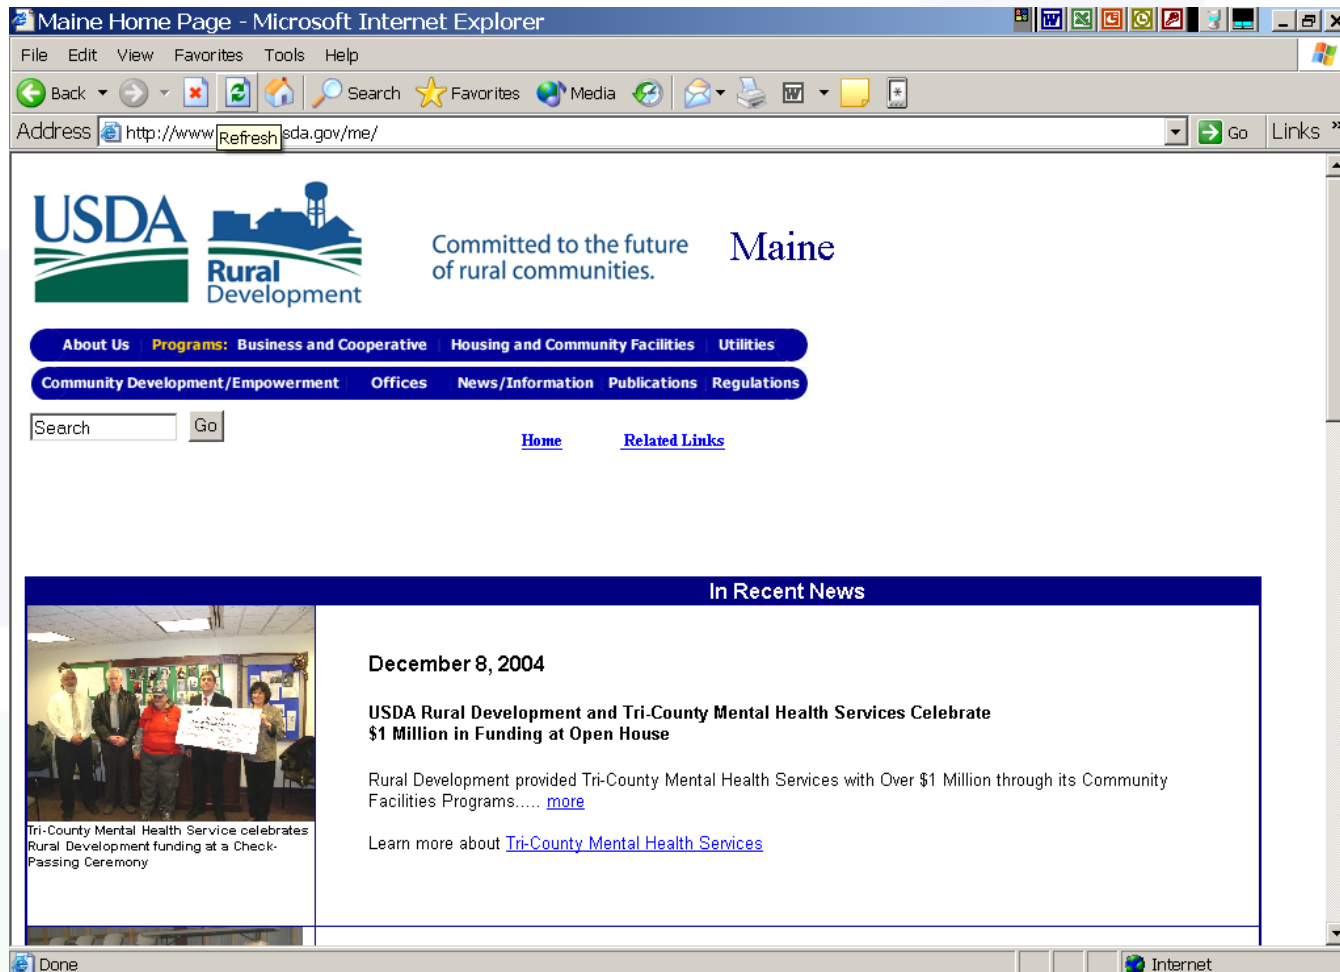 Maine Home Page - Microsoft Internet Explorer
File Edit View Favorites Tools Help
Back Search Favorites Media
Address http://www sda.gov/me/ Go Links »
Refresh
USDA
Rural
Development
Committed to the future
of rural communities.
Maine
About Us Programs: Business and Cooperative Housing and Community Facilities Utilities
Community Development/Empowerment Offices News/Information Publications Regulations
Search Go
Home Related Links
In Recent News
December 8, 2004
USDA Rural Development and Tri-County Mental Health Services Celebrate
$1 Million in Funding at Open House
Rural Development provided Tri-County Mental Health Services with Over $1 Million through its Community
Facilities Programs..... more
Learn more about Tri-County Mental Health Services
Tri-County Mental Health Service celebrates
Rural Development funding at a Check-
Passing Ceremony
Done Internet